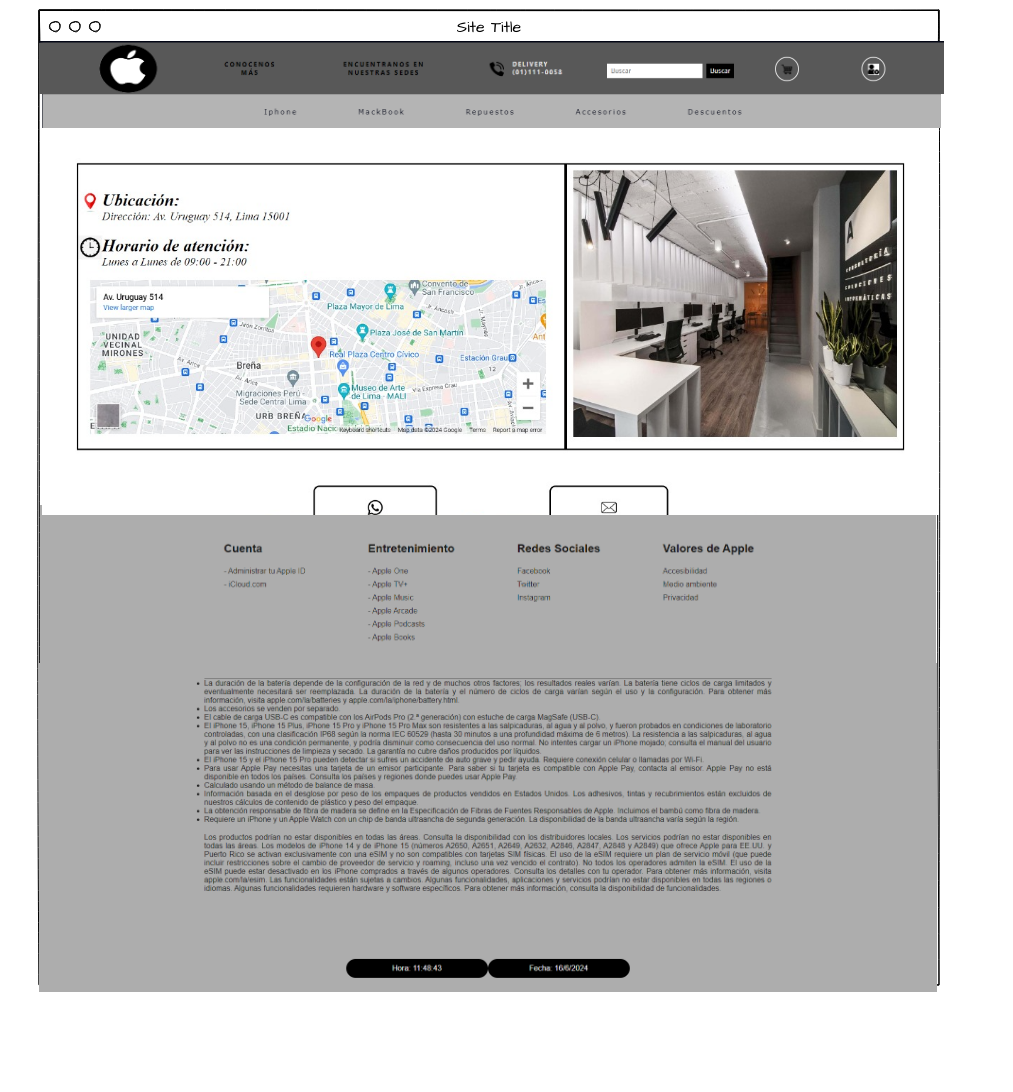 Site Title
CONOCENOS
MÁS
ENCUENTRANOS EN
NUESTRAS SEDES
DELIVERY
(01)111-0058
Buscar
Buscar
Iphone
MackBook
Repuestos
Accesorios
Descuentos
Ubicación:
Dirección: Av. Uruguay 514, Lima 15001
Horario de atención:
Lunes a Lunes de 09:00 - 21:00
Av. Uruguay 514
View larger map
Convento de
San Francisco
Plaza Mayor de Lima
Jr. Ancash
Plaza José de San Martín
UNIDAD
VECINAL
MIRONES
Real Plaza Centro Cívico
Estación Grau
Breña
Av. Arica
12
Migraciones Perú -
Sede Central Lima
Museo de Arte
de Lima - MALI
Vía Expresa Grau
URB BREÑA
Google
Estadio Nacio
Keyboard shortcuts
Map data ©2024 Google
Terms
Report a map error
A
CONSULTORÍA
SOLUCIONES
INFORMÁTICAS
Cuenta
- Administrar tu Apple ID
- iCloud.com
Entretenimiento
- Apple One
- Apple TV+
- Apple Music
- Apple Arcade
- Apple Podcasts
- Apple Books
Redes Sociales
Facebook
Twitter
Instagram
Valores de Apple
Accesibilidad
Medio ambiente
Privacidad
• La duración de la batería depende de la configuración de la red y de muchos otros factores; los resultados reales varían. La batería tiene ciclos de carga limitados y
eventualmente necesitará ser reemplazada. La duración de la batería y el número de ciclos de carga varían según el uso y la configuración. Para obtener más
información, visita apple.com/la/batteries y apple.com/la/iphone/battery.html.
• Los accesorios se venden por separado.
• El cable de carga USB-C es compatible con los AirPods Pro (2.ª generación) con estuche de carga MagSafe (USB-C).
• El iPhone 15, iPhone 15 Plus, iPhone 15 Pro y iPhone 15 Pro Max son resistentes a las salpicaduras, al agua y al polvo, y fueron probados en condiciones de laboratorio
controladas, con una clasificación IP68 según la norma IEC 60529 (hasta 30 minutos a una profundidad máxima de 6 metros). La resistencia a las salpicaduras, al agua
y al polvo no es una condición permanente, y podría disminuir como consecuencia del uso normal. No intentes cargar un iPhone mojado; consulta el manual del usuario
para ver las instrucciones de limpieza y secado. La garantía no cubre daños producidos por líquidos.
• El iPhone 15 y el iPhone 15 Pro pueden detectar si sufres un accidente de auto grave y pedir ayuda. Requiere conexión celular o llamadas por Wi-Fi.
• Para usar Apple Pay necesitas una tarjeta de un emisor participante. Para saber si tu tarjeta es compatible con Apple Pay, contacta al emisor. Apple Pay no está
disponible en todos los países. Consulta los países y regiones donde puedes usar Apple Pay.
• Calculado usando un método de balance de masa.
• Información basada en el desglose por peso de los empaques de productos vendidos en Estados Unidos. Los adhesivos, tintas y recubrimientos están excluidos de
nuestros cálculos de contenido de plástico y peso del empaque.
• La obtención responsable de fibra de madera se define en la Especificación de Fibras de Fuentes Responsables de Apple. Incluimos el bambú como fibra de madera.
• Requiere un iPhone y un Apple Watch con un chip de banda ultraancha de segunda generación. La disponibilidad de la banda ultraancha varía según la región.
Los productos podrían no estar disponibles en todas las áreas. Consulta la disponibilidad con los distribuidores locales. Los servicios podrían no estar disponibles en
todas las áreas. Los modelos de iPhone 14 y de iPhone 15 (números A2650, A2651, A2649, A2632, A2846, A2847, A2848 y A2849) que ofrece Apple para EE.UU. y
Puerto Rico se activan exclusivamente con una eSIM y no son compatibles con tarjetas SIM físicas. El uso de la eSIM requiere un plan de servicio móvil (que puede
incluir restricciones sobre el cambio de proveedor de servicio y roaming, incluso una vez vencido el contrato). No todos los operadores admiten la eSIM. El uso de la
eSIM puede estar desactivado en los iPhone comprados a través de algunos operadores. Consulta los detalles con tu operador. Para obtener más información, visita
apple.com/la/esim. Las funcionalidades están sujetas a cambios. Algunas funcionalidades, aplicaciones y servicios podrían no estar disponibles en todas las regiones o
idiomas. Algunas funcionalidades requieren hardware y software específicos. Para obtener más información, consulta la disponibilidad de funcionalidades.
Hora: 11:48:43
Fecha: 16/6/2024